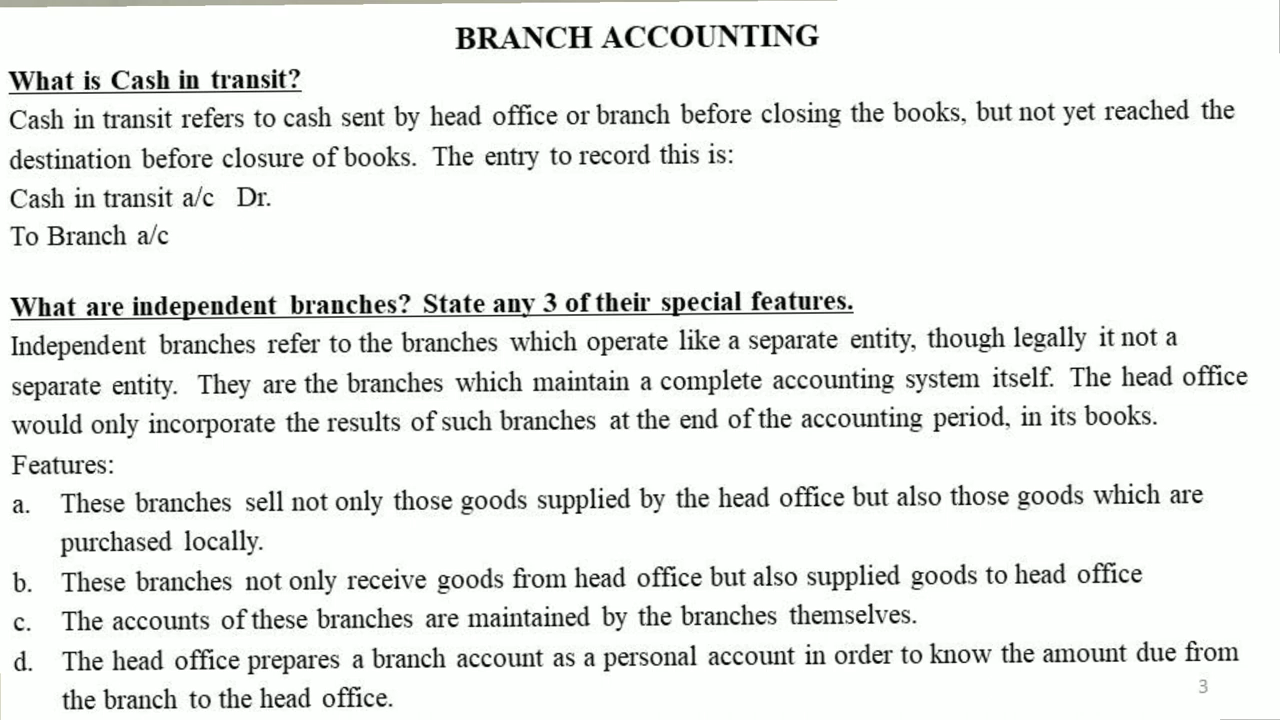 BRANCH ACCOUNTING
What is Cash in transit?
Cash in transit refers to cash sent by head office or branch before closing the books, but not yet reached the
destination before closure of books. The entry to record this is:
Cash in transit a/c Dr.
To Branch a/c
What are independent branches? State any 3 of their special features.
Independent branches refer to the branches which operate like a separate entity, though legally it not a
separate entity. They are the branches which maintain a complete accounting system itself. The head office
would only incorporate the results of such branches at the end of the accounting period, in its books.
Features:
a. These branches sell not only those goods supplied by the head office but also those goods which are
purchased locally.
b. These branches not only receive goods from head office but also supplied goods to head office
c. The accounts of these branches are maintained by the branches themselves.
d. The head office prepares a branch account as a personal account in order to know the amount due from
the branch to the head office.
3